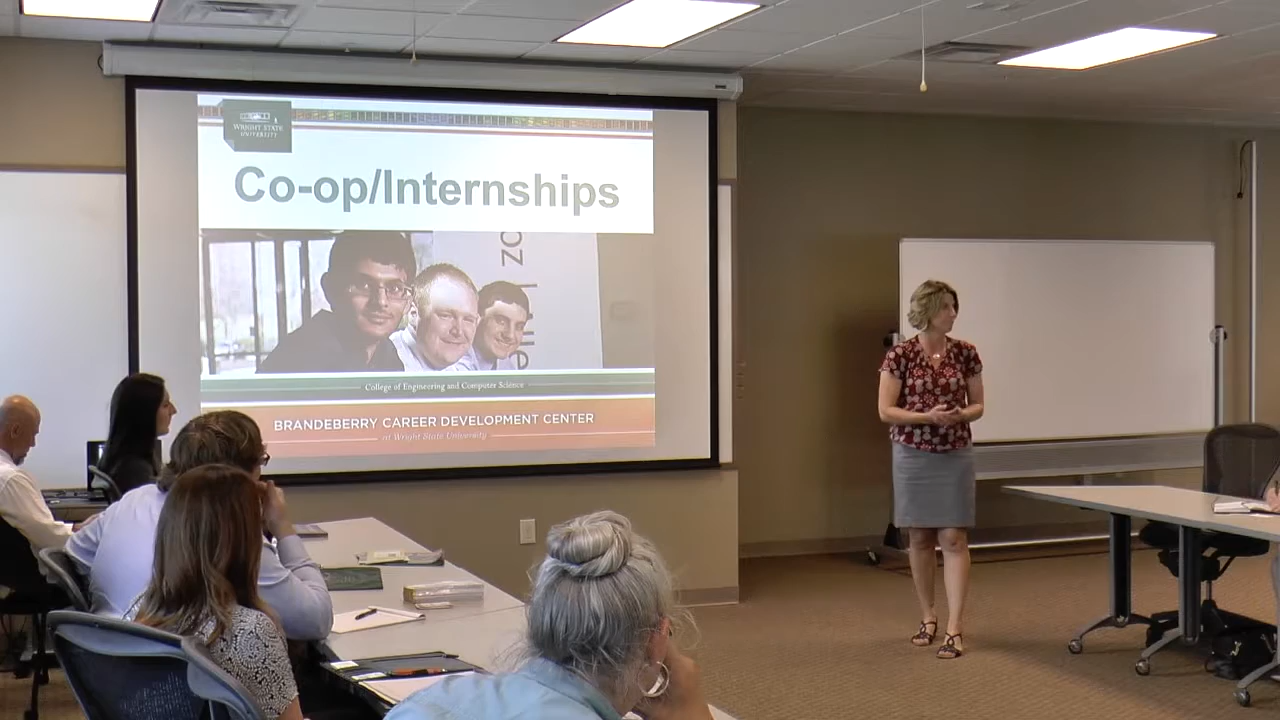 WRIGHT STATE
UNIVERSITY
Co-op/Internships
College of Engineering and Computer Science
BRANDEBERRY CAREER DEVELOPMENT CENTER
at Wright State University